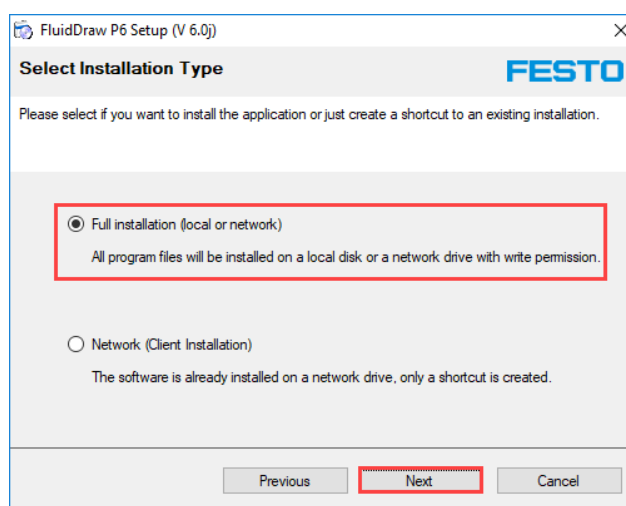 FluidDraw P6 Setup (V 6.0j)
Select Installation Type
FESTO
Please select if you want to install the application or just create a shortcut to an existing installation.
Full installation (local or network)
All program files will be installed on a local disk or a network drive with write permission.
Network (Client Installation)
The software is already installed on a network drive, only a shortcut is created.
Previous
Next
Cancel